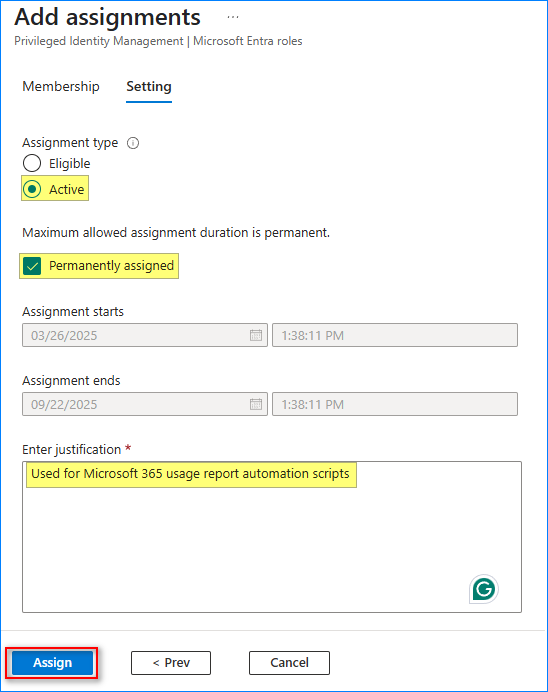 Add assignments ...
Privileged Identity Management | Microsoft Entra roles
Membership Setting
Assignment type
Eligible
Active
Maximum allowed assignment duration is permanent.
Permanently assigned
Assignment starts
03/26/2025 1:38:11 PM
Assignment ends
09/22/2025 1:38:11 PM
Enter justification *
Used for Microsoft 365 usage report automation scripts
G
Assign < Prev Cancel